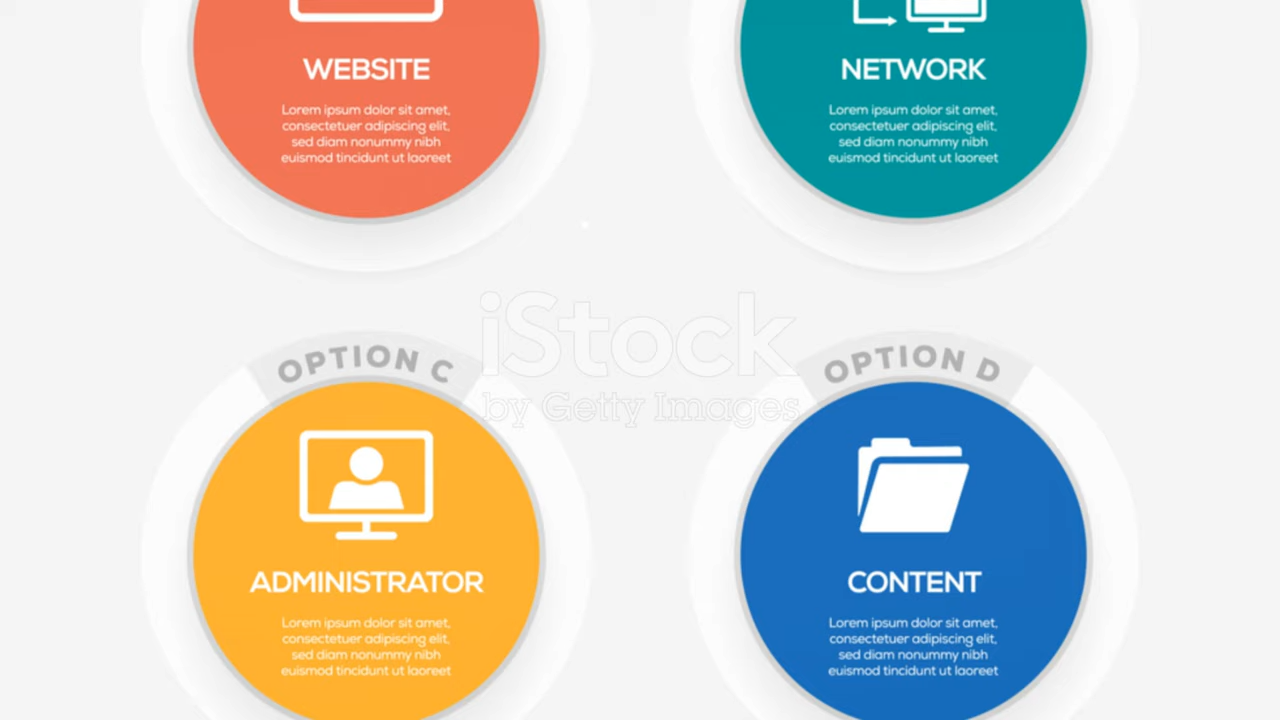 WEBSITE
Lorem ipsum dolor sit amet,
consectetuer adipiscing elit,
sed diam nonummy nibh
euismod tincidunt ut laoreet
NETWORK
Lorem ipsum dolor sit amet,
consectetuer adipiscing elit,
sed diam nonummy nibh
euismod tincidunt ut laoreet
iStock
by Getty Images
OPTION C
ADMINISTRATOR
Lorem ipsum dolor sit amet,
consectetuer adipiscing elit,
sed diam nonummy nibh
euismod tincidunt ut laoreet
OPTION D
CONTENT
Lorem ipsum dolor sit amet,
consectetuer adipiscing elit,
sed diam nonummy nibh
euismod tincidunt ut laoreet